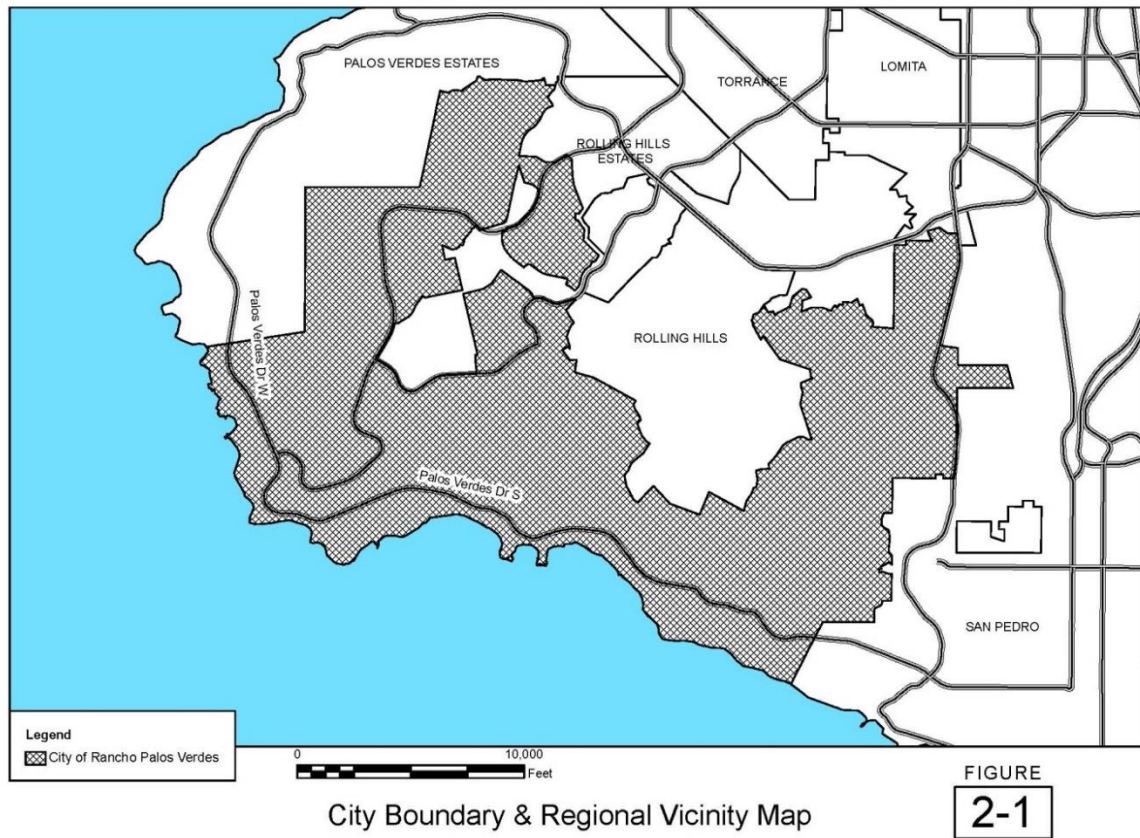 PALOS VERDES ESTATES
TORRANCE
LOMITA
ROLLING HILLS
ESTATES
Palos Verdes Dr W
ROLLING HILLS
Palos Verdes Dr S
SAN PEDRO
Legend
City of Rancho Palos Verdes
0
10,000
Feet
City Boundary & Regional Vicinity Map
FIGURE
2-1